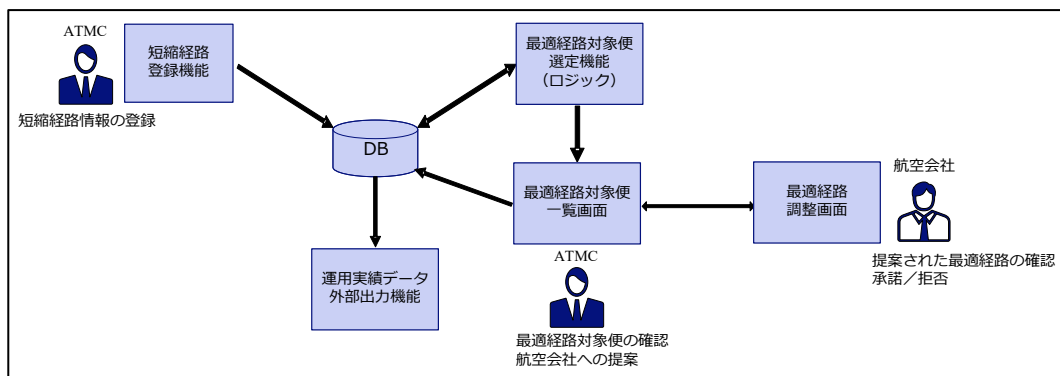 ATMC
短縮経路
登録機能
短縮経路情報の登録
最適経路対象便
選定機能
（ロジック）
DB
最適経路対象便
一覧画面
航空会社
最適経路
調整画面
提案された最適経路の確認
承諾／拒否
運用実績データ
外部出力機能
ATMC
最適経路対象便の確認
航空会社への提案